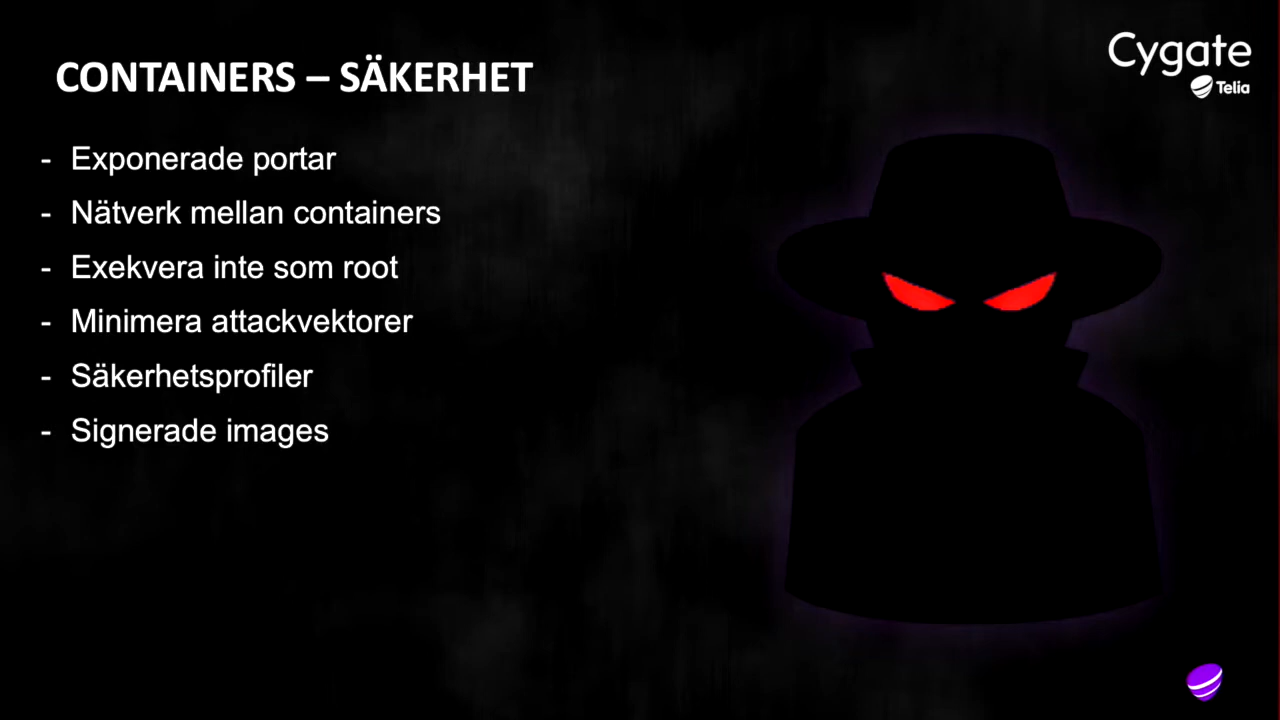 CONTAINERS – SÄKERHET
Cygate
Telia
- Exponerade portar
- Nätverk mellan containers
- Exekvera inte som root
- Minimera attackvektorer
- Säkerhetsprofiler
- Signerade images